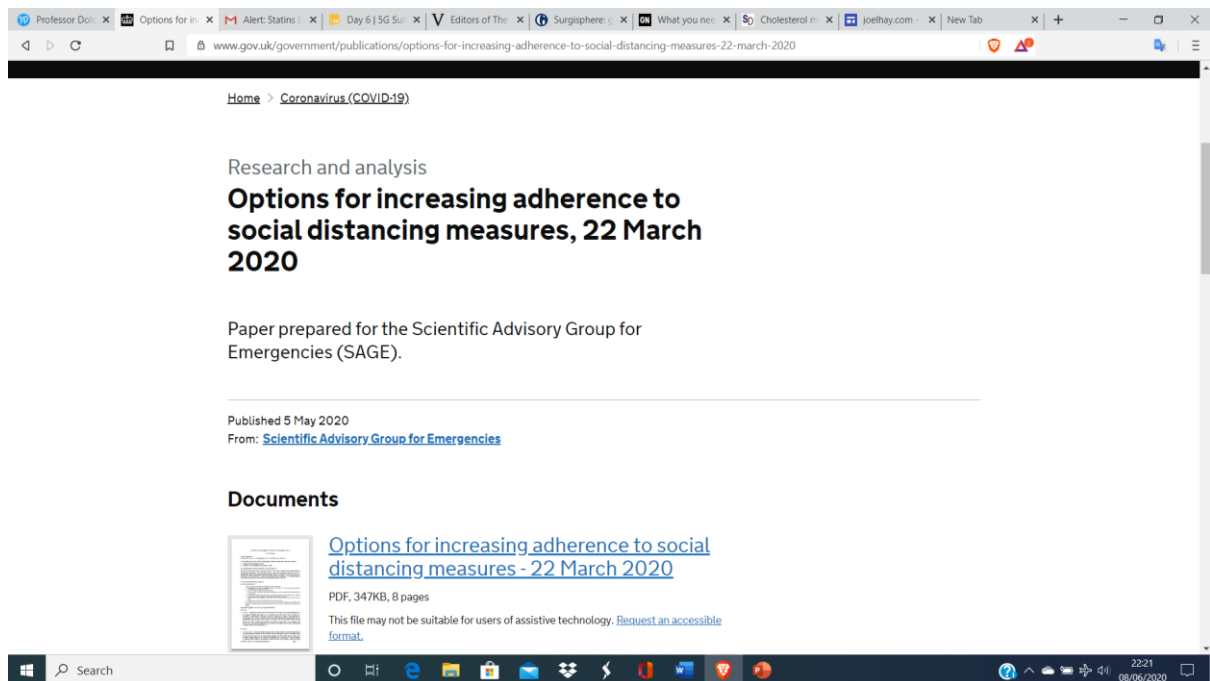 Professor Dolo
Options for in
Alert: Statins L
Day 6 | 5G Sur
Editors of The
Surgisphere: g
What you nee
Cholesterol m
joelhay.com -
New Tab
www.gov.uk/government/publications/options-for-increasing-adherence-to-social-distancing-measures-22-march-2020
Home > Coronavirus (COVID-19)
Research and analysis
Options for increasing adherence to
social distancing measures, 22 March
2020
Paper prepared for the Scientific Advisory Group for
Emergencies (SAGE).
Published 5 May 2020
From: Scientific Advisory Group for Emergencies
Documents
Options for increasing adherence to social
distancing measures - 22 March 2020
PDF, 347KB, 8 pages
This file may not be suitable for users of assistive technology. Request an accessible
format.
Search
22:21
08/06/2020